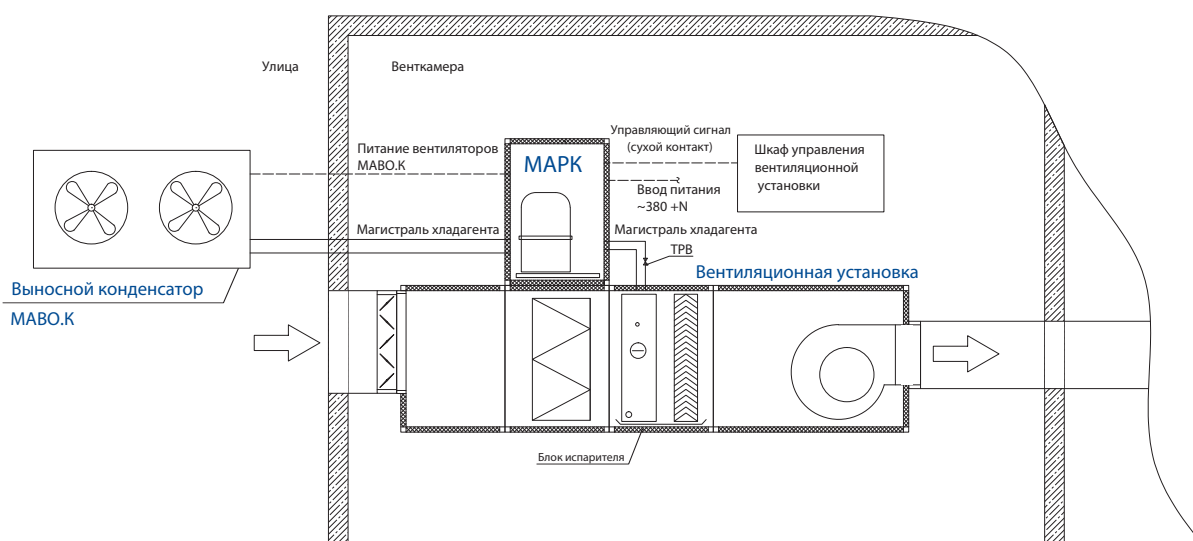 Улица
Венткамера
Питание вентиляторов
МАВО.К
МАРК
Управляющий сигнал
(сухой контакт)
Шкаф управления
вентиляционной
установки
Ввод питания
~380 +N
Магистраль хладагента
Магистраль хладагента
ТРВ
Вентиляционная установка
Выносной конденсатор
МАВО.К
Блок испарителя